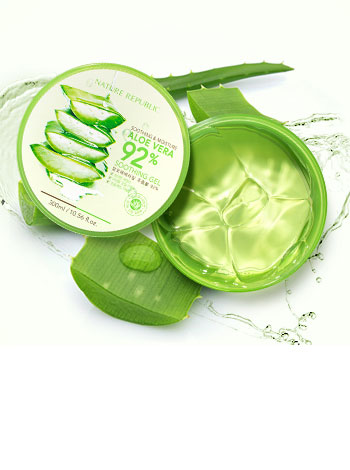 NATURE REPUBLIC
SOOTHING & MOISTURE
ALOE VERA
92%
SOOTHING GEL
300ml / 10.56 fl.oz.